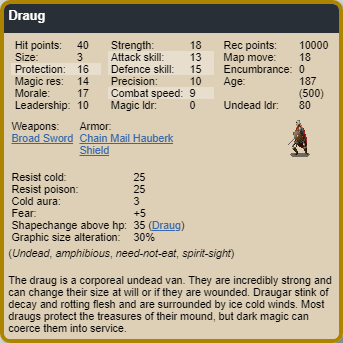 Draug
Hit points: 40 Strength: 18 Rec points: 10000
Size: 3 Attack skill: 13 Map move: 18
Protection: 16 Defence skill: 15 Encumbrance: 0
Magic res: 14 Precision: 10 Age: 187
Morale: 17 Combat speed: 9 (500)
Leadership: 10 Magic ldr: 0 Undead ldr: 80
Weapons: Armor:
Broad Sword Chain Mail Hauberk
Shield
Resist cold: 25
Resist poison: 25
Cold aura: 3
Fear: +5
Shapechange above hp: 35 (Draug)
Graphic size alteration: 30%
(Undead, amphibious, need-not-eat, spirit-sight)
The draug is a corporeal undead van. They are incredibly strong and
can change their size at will or if they are wounded. Draugar stink of
decay and rotting flesh and are surrounded by ice cold winds. Most
draugs protect the treasures of their mound, but dark magic can
coerce them into service.